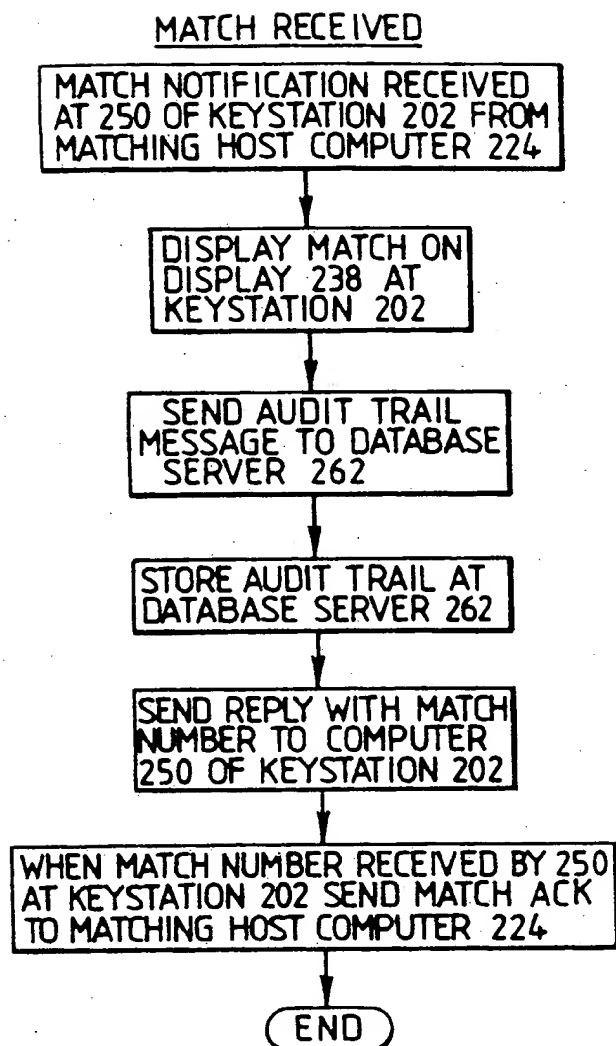 MATCH RECEIVED
MATCH NOTIFICATION RECEIVED
AT 250 OF KEYSTATION 202 FROM
MATCHING HOST COMPUTER 224
DISPLAY MATCH ON
DISPLAY 238 AT
KEYSTATION 202
SEND AUDIT TRAIL
MESSAGE TO DATABASE
SERVER 262
STORE AUDIT TRAIL AT
DATABASE SERVER 262
SEND REPLY WITH MATCH
NUMBER TO COMPUTER
250 OF KEYSTATION 202
WHEN MATCH NUMBER RECEIVED BY 250
AT KEYSTATION 202 SEND MATCH ACK
TO MATCHING HOST COMPUTER 224
END